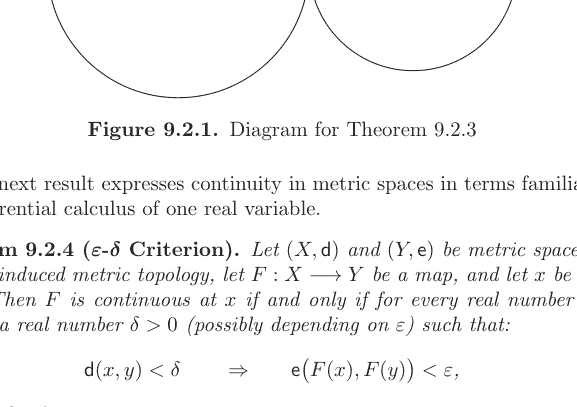 Figure 9.2.1. Diagram for Theorem 9.2.3
next result expresses continuity in metric spaces in terms
rential calculus of one real variable.
m 9.2.4 (ε-δ Criterion). Let (X, d) and (Y, e) be metric
induced metric topology, let F : X ⟶ Y be a map, and let x be
Then F is continuous at x if and only if for every real number
a real number δ > 0 (possibly depending on ε) such that:
d(x, y) < δ ⇒ e(F(x), F(y)) < ε,